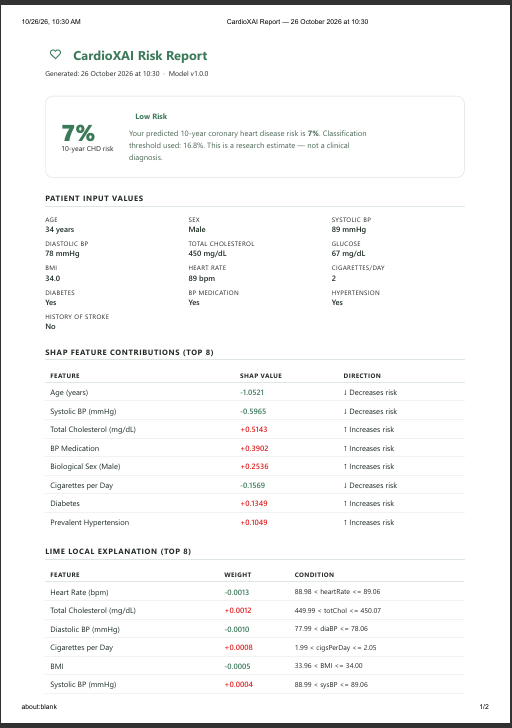 10/26/26, 10:30 AM CardioXAI Report — 26 October 2026 at 10:30
CardioXAI Risk Report
Generated: 26 October 2026 at 10:30 · Model v1.0.0
Low Risk
7%
10-year CHD risk
Your predicted 10-year coronary heart disease risk is 7%. Classification
threshold used: 16.8%. This is a research estimate — not a clinical
diagnosis.
PATIENT INPUT VALUES
AGE SEX SYSTOLIC BP
34 years Male 89 mmHg
DIASTOLIC BP TOTAL CHOLESTEROL GLUCOSE
78 mmHg 450 mg/dL 67 mg/dL
BMI HEART RATE CIGARETTES/DAY
34.0 89 bpm 2
DIABETES BP MEDICATION HYPERTENSION
Yes Yes Yes
HISTORY OF STROKE
No
SHAP FEATURE CONTRIBUTIONS (TOP 8)
FEATURE SHAP VALUE DIRECTION
Age (years) -1.0521 ↓ Decreases risk
Systolic BP (mmHg) -0.5965 ↓ Decreases risk
Total Cholesterol (mg/dL) +0.5143 ↑ Increases risk
BP Medication +0.3902 ↑ Increases risk
Biological Sex (Male) +0.2536 ↑ Increases risk
Cigarettes per Day -0.1569 ↓ Decreases risk
Diabetes +0.1349 ↑ Increases risk
Prevalent Hypertension +0.1049 ↑ Increases risk
LIME LOCAL EXPLANATION (TOP 8)
FEATURE WEIGHT CONDITION
Heart Rate (bpm) -0.0013 88.98 < heartRate <= 89.06
Total Cholesterol (mg/dL) +0.0012 449.99 < totChol <= 450.07
Diastolic BP (mmHg) -0.0010 77.99 < diaBP <= 78.06
Cigarettes per Day +0.0008 1.99 < cigsPerDay <= 2.05
BMI -0.0005 33.96 < BMI <= 34.00
Systolic BP (mmHg) +0.0004 88.99 < sysBP <= 89.06
about:blank 1/2